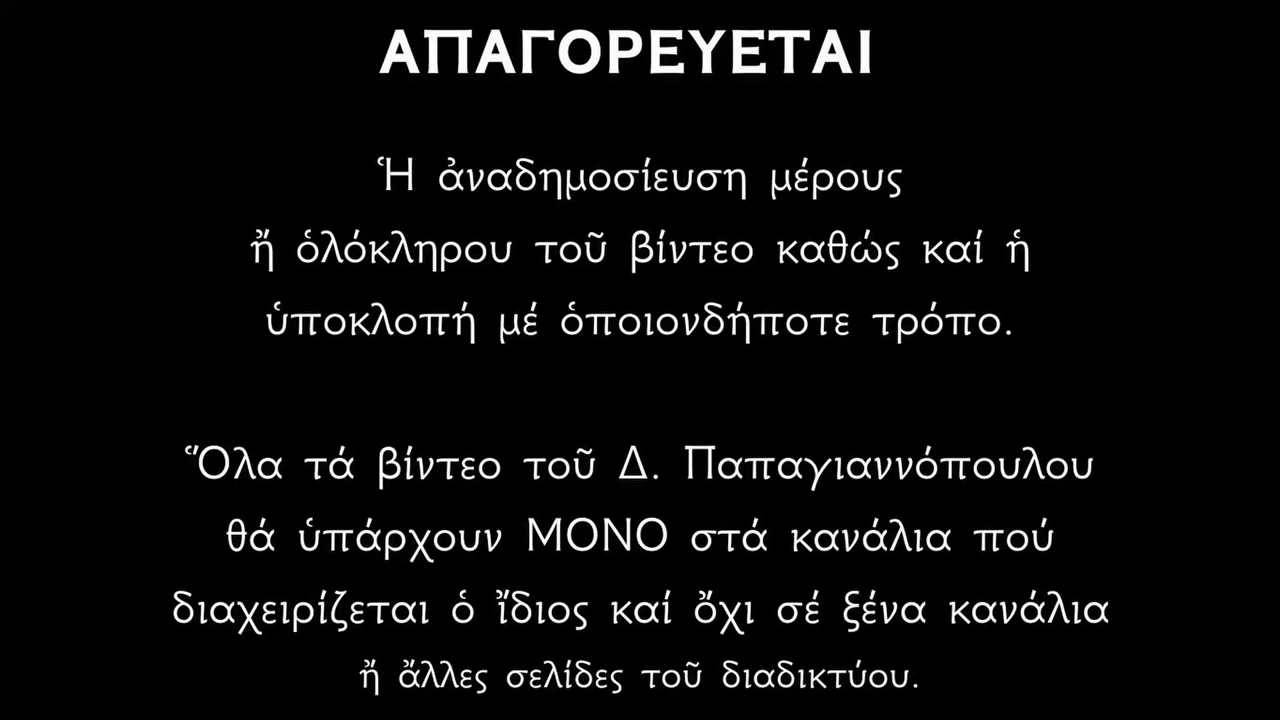 ΑΠΑΓΟΡΕΥΕΤΑΙ
Ἡ ἀναδημοσίευση μέρους
ἤ ὁλόκληρου τοῦ βίντεο καθώς καί ἡ
ὑποκλοπή μέ ὁποιονδήποτε τρόπο.
Ὅλα τά βίντεο τοῦ Δ. Παπαγιαννόπουλου
θά ὑπάρχουν ΜΟΝΟ στά κανάλια πού
διαχειρίζεται ὁ ἴδιος καί ὄχι σέ ξένα κανάλια
ἤ ἄλλες σελίδες τοῦ διαδικτύου.